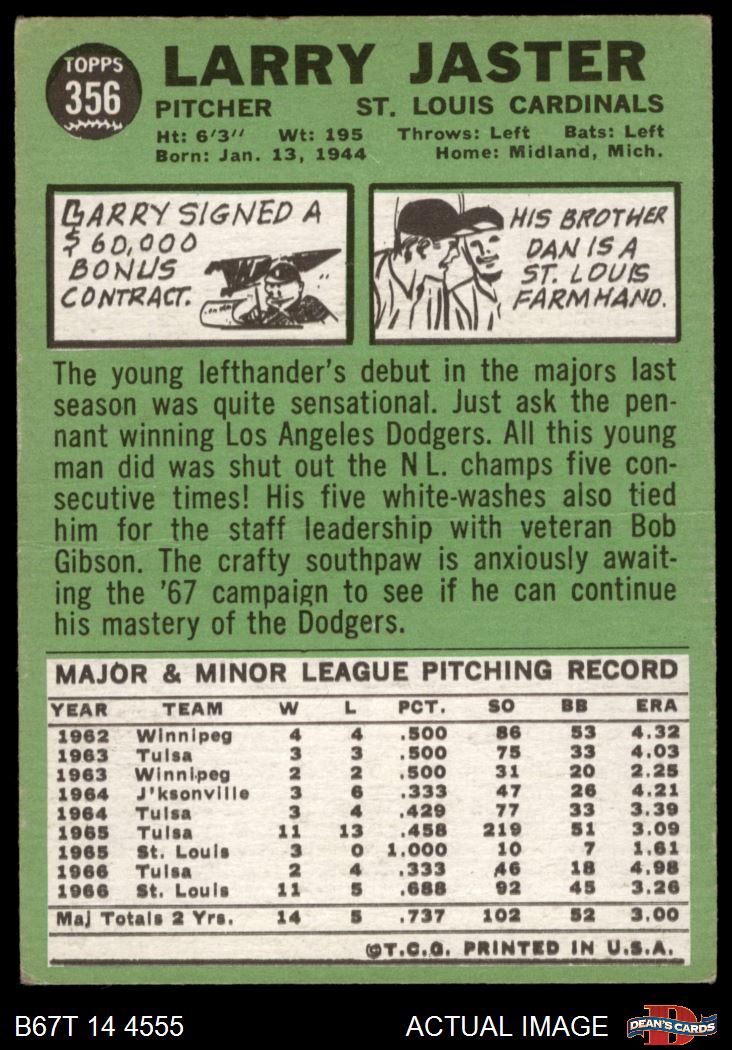 TOPPS
356
LARRY JASTER
PITCHER ST. LOUIS CARDINALS
Ht: 6'3" Wt: 195 Throws: Left Bats: Left
Born: Jan. 13, 1944 Home: Midland, Mich.
LARRY SIGNED A
$60,000
BONUS
CONTRACT.
HIS BROTHER
DAN IS A
ST. LOUIS
FARMHAND.
The young lefthander's debut in the majors last
season was quite sensational. Just ask the pen-
nant winning Los Angeles Dodgers. All this young
man did was shut out the N L. champs five con-
secutive times! His five white-washes also tied
him for the staff leadership with veteran Bob
Gibson. The crafty southpaw is anxiously await-
ing the '67 campaign to see if he can continue
his mastery of the Dodgers.
MAJOR & MINOR LEAGUE PITCHING RECORD
YEAR TEAM W L PCT. SO BB ERA
1962 Winnipeg 4 4 .500 86 53 4.32
1963 Tulsa 3 3 .500 75 33 4.03
1963 Winnipeg 2 2 .500 31 20 2.25
1964 J'ksonville 3 6 .333 47 26 4.21
1964 Tulsa 3 4 .429 77 33 3.39
1965 Tulsa 11 13 .458 219 51 3.09
1965 St. Louis 3 0 1.000 10 7 1.61
1966 Tulsa 2 4 .333 46 18 4.98
1966 St. Louis 11 5 .688 92 45 3.26
Maj Totals 2 Yrs. 14 5 .737 102 52 3.00
©T.C.G. PRINTED IN U.S.A.
B67T 14 4555 ACTUAL IMAGE
D
DEAN'S CARDS